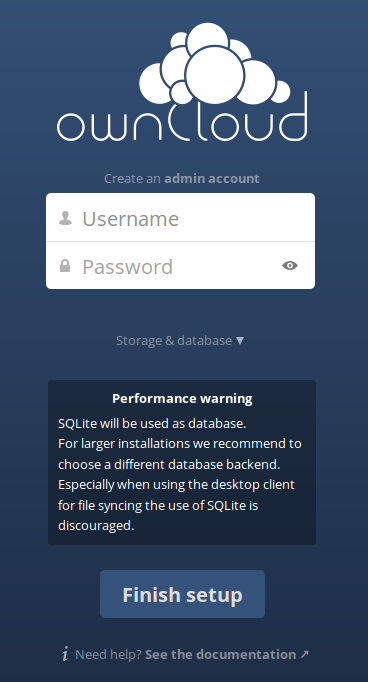 ownCloud
Create an admin account
Username
Password
Storage & database ▼
Performance warning
SQLite will be used as database.
For larger installations we recommend to
choose a different database backend.
Especially when using the desktop client
for file syncing the use of SQLite is
discouraged.
Finish setup
i Need help? See the documentation ↗